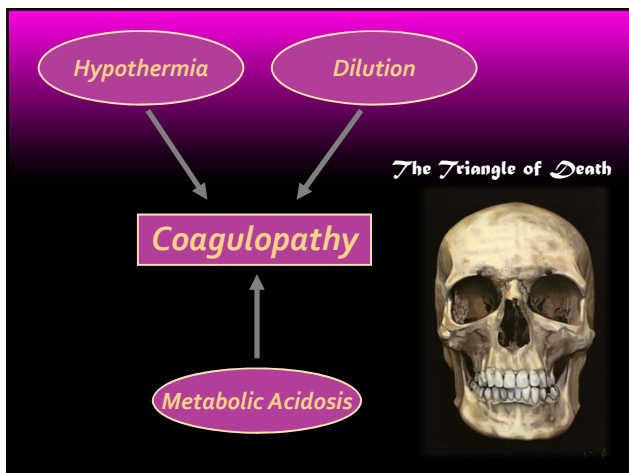 Hypothermia
Dilution
The Triangle of Death
Coagulopathy
Metabolic Acidosis